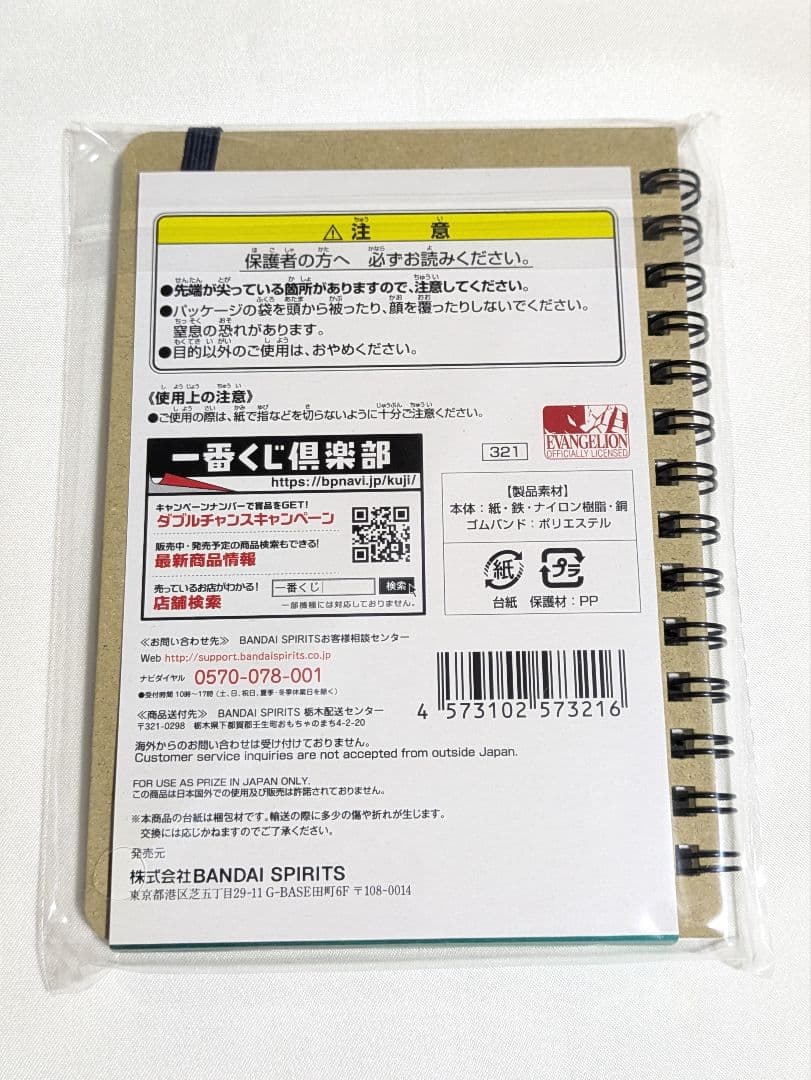 ⚠注意
保護者の方へ 必ずお読みください。
●先端が尖っている箇所がありますので、注意してください。
●パッケージの袋を頭から被ったり、顔を覆ったりしないでください。
窒息の恐れがあります。
●目的以外のご使用は、おやめください。
《使用上の注意》
●ご使用の際は、紙で指などを切らないように十分ご注意ください。
一番くじ倶楽部
https://bpnavi.jp/kuji/
キャンペーンナンバーで賞品をGET!
ダブルチャンスキャンペーン
販売中・発売予定の商品検索もできる!
最新商品情報
売っているお店がわかる!
店舗検索
一番くじ 検索
一部機種には対応しておりません。
321
EVANGELION
OFFICIALLY LICENSED
【製品素材】
本体：紙・鉄・ナイロン樹脂・銅
ゴムバンド：ポリエステル
紙 プラ
台紙 保護材：PP
≪お問い合わせ先≫ BANDAI SPIRITSお客様相談センター
Web http://support.bandaispirits.co.jp
ナビダイヤル 0570-078-001
●受付時間 10時〜17時（土、日、祝日、夏季・冬季休業日を除く）
≪商品送付先≫ BANDAI SPIRITS 栃木配送センター
〒321-0298 栃木県下都賀郡壬生町おもちゃのまち4-2-20
4 573102 573216
海外からのお問い合わせは受け付けておりません。
Customer service inquiries are not accepted from outside Japan.
FOR USE AS PRIZE IN JAPAN ONLY.
この商品は日本国外での使用及び販売は許諾されておりません。
※本商品の台紙は梱包材です。輸送の際に多少の傷や折れが生じます。
交換には応じかねますのでご了承ください。
発売元
株式会社BANDAI SPIRITS
東京都港区芝五丁目29-11 G-BASE田町6F 〒108-0014